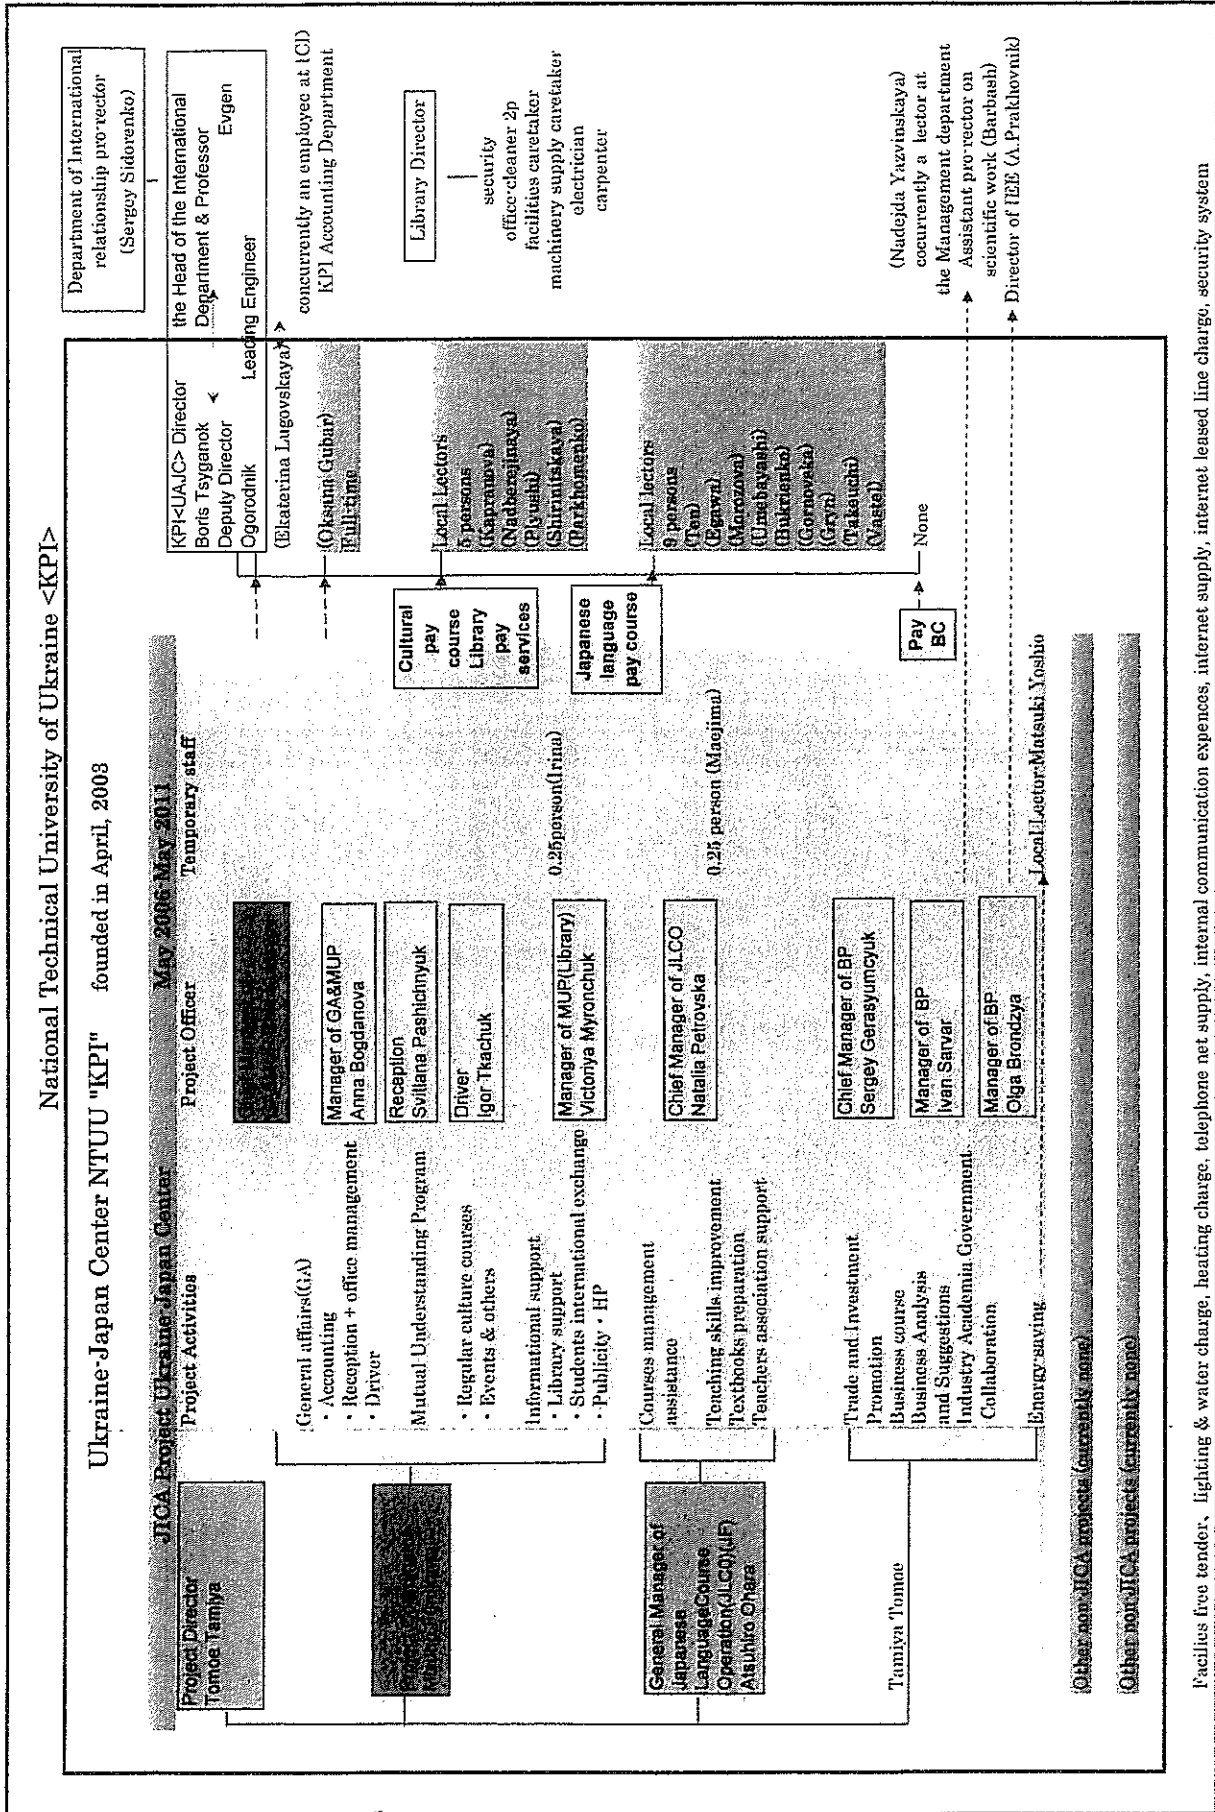 National Technical University of Ukraine <KPI>
Ukraine-Japan Center NTUU "KPI" founded in April, 2003
JICA Project Ukraine-Japan Center May 2006-May 2011
Project Activities Project Officer Temporary staff
Project Director
Tomoe Tamiya
General affairs(GA)
・Accounting
・Reception + office management
・Driver
Mutual Understanding Program
・Regular culture courses
・Events & others
Informational support
・Library support
・Students international exchange
・Publicity・HP
Manager of GA&MUP
Anna Bogdanova
Reception
Svitlana Pashichnyuk
Driver
Igor Tkachuk
Manager of MUP(Library)
Victoriya Myronchuk
0.25person(Irina)
General Manager of
Japanese
LanguageCourse
Operation(JLCO)(JF)
Atsuhiro Ohara
Courses management
assistance
Teaching skills improvement
Textbooks preparation
Teachers association support
Chief Manager of JLCO
Natalia Petrovska
0.25 person (Maejima)
Tamiya Tomoe
Trade and Investment
Promotion
Business course
Business Analysis
and Suggestions
Industry Academia Government
Collaboration
Energy saving
Chief Manager of BP
Sergey Gerasyumcyuk
Manager of BP
Ivan Sarvar
Manager of BP
Olga Brondzya
Local Lector Matsuki Yoshio
(Other non JICA projects (currently none)
(Other non JICA projects (currently none)
Department of International
relationship pro-rector
(Sergey Sidorenko)
KPI<UAJC> Director the Head of the International
Boris Tsyganok Department & Professor
Deputy Director
Ogorodnik Leading Engineer Evgen
(Ekaterina Lugovskaya)
concurrently an employee at ICI
KPI Accounting Department
(Oksana Gubar)
Full-time
Cultural
pay
course
Library
pay
services
Local Lectors
5 persons
(Kapranova)
(Nadberejinaya)
(Plyushi)
(Shirinitskaya)
(Parkhomenko)
Library Director
security
office-cleaner 2p
facilities caretaker
machinery supply caretaker
electrician
carpenter
Japanese
language
pay course
Local lectors
9 persons
(Ten)
(Egawa)
(Morozova)
(Umebayashi)
(Bukrienko)
(Gornovska)
(Gryn)
(Takeuchi)
(Vastel)
Pay
BC
None
(Nadejda Yazvinskaya)
cocurrently a lector at
the Management department
Assistant pro-rector on
scientific work (Barbash)
Director of IEE (A.Prakhovnik)
Facilies free tender、lighting & water charge, heating charge, telephone net supply, internal communication expences, internet supply, internet leased line charge, security system